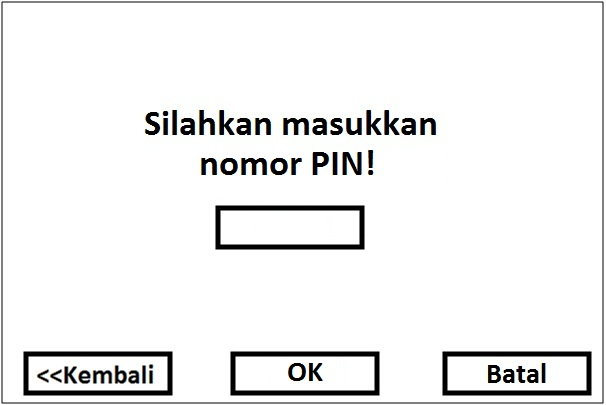 Silahkan masukkan
nomor PIN!
<<Kembali
OK
Batal